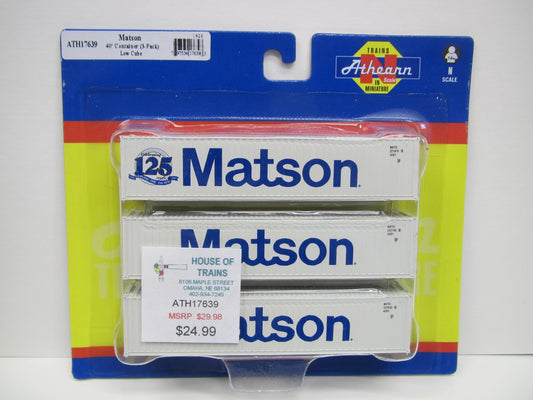 Matson
ATH17639
40' Container (3-Pack)
Low Cube
TRAINS
Athearn
N
Scale
IN
MINIATURE
N
SCALE
125
Matson
Matson
Matson
HOUSE OF
TRAINS
8106 MAPLE STREET
OMAHA, NE 68134
402-934-7245
ATH17639
MSRP $29.98
$24.99